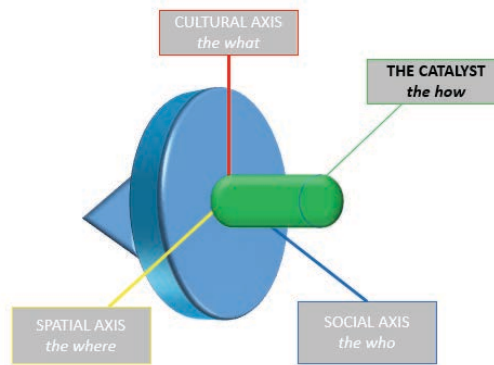 CULTURAL AXIS
the what
THE CATALYST
the how
SPATIAL AXIS
the where
SOCIAL AXIS
the who